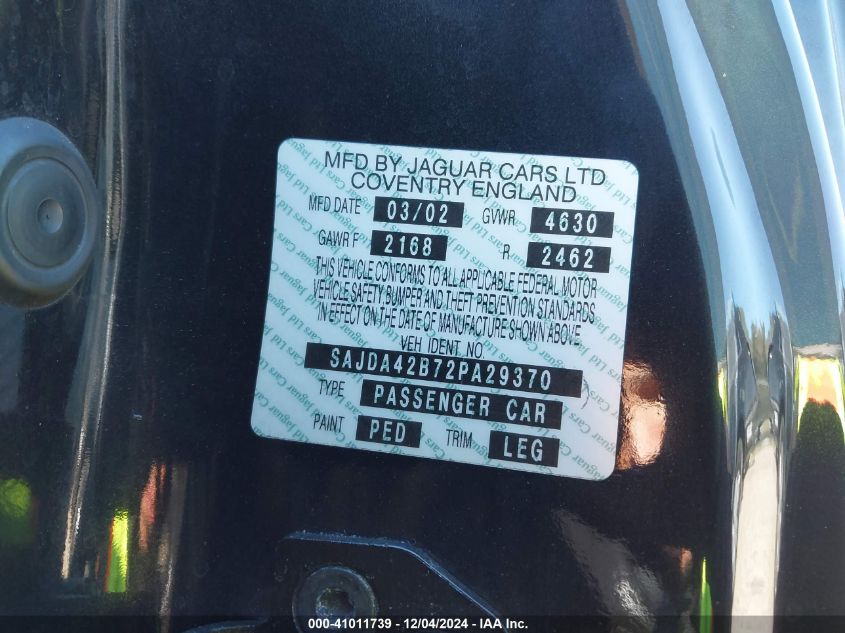 MFD BY JAGUAR CARS LTD
COVENTRY ENGLAND
MFD DATE 03/02 GVWR 4630
GAWR F 2168 R 2462
THIS VEHICLE CONFORMS TO ALL APPLICABLE FEDERAL MOTOR
VEHICLE SAFETY, BUMPER AND THEFT PREVENTION STANDARDS
IN EFFECT ON THE DATE OF MANUFACTURE SHOWN ABOVE.
VEH IDENT. NO.
SAJDA42B72PA29370
TYPE PASSENGER CAR
PAINT PED TRIM LEG
000-41011739 - 12/04/2024 - IAA Inc.